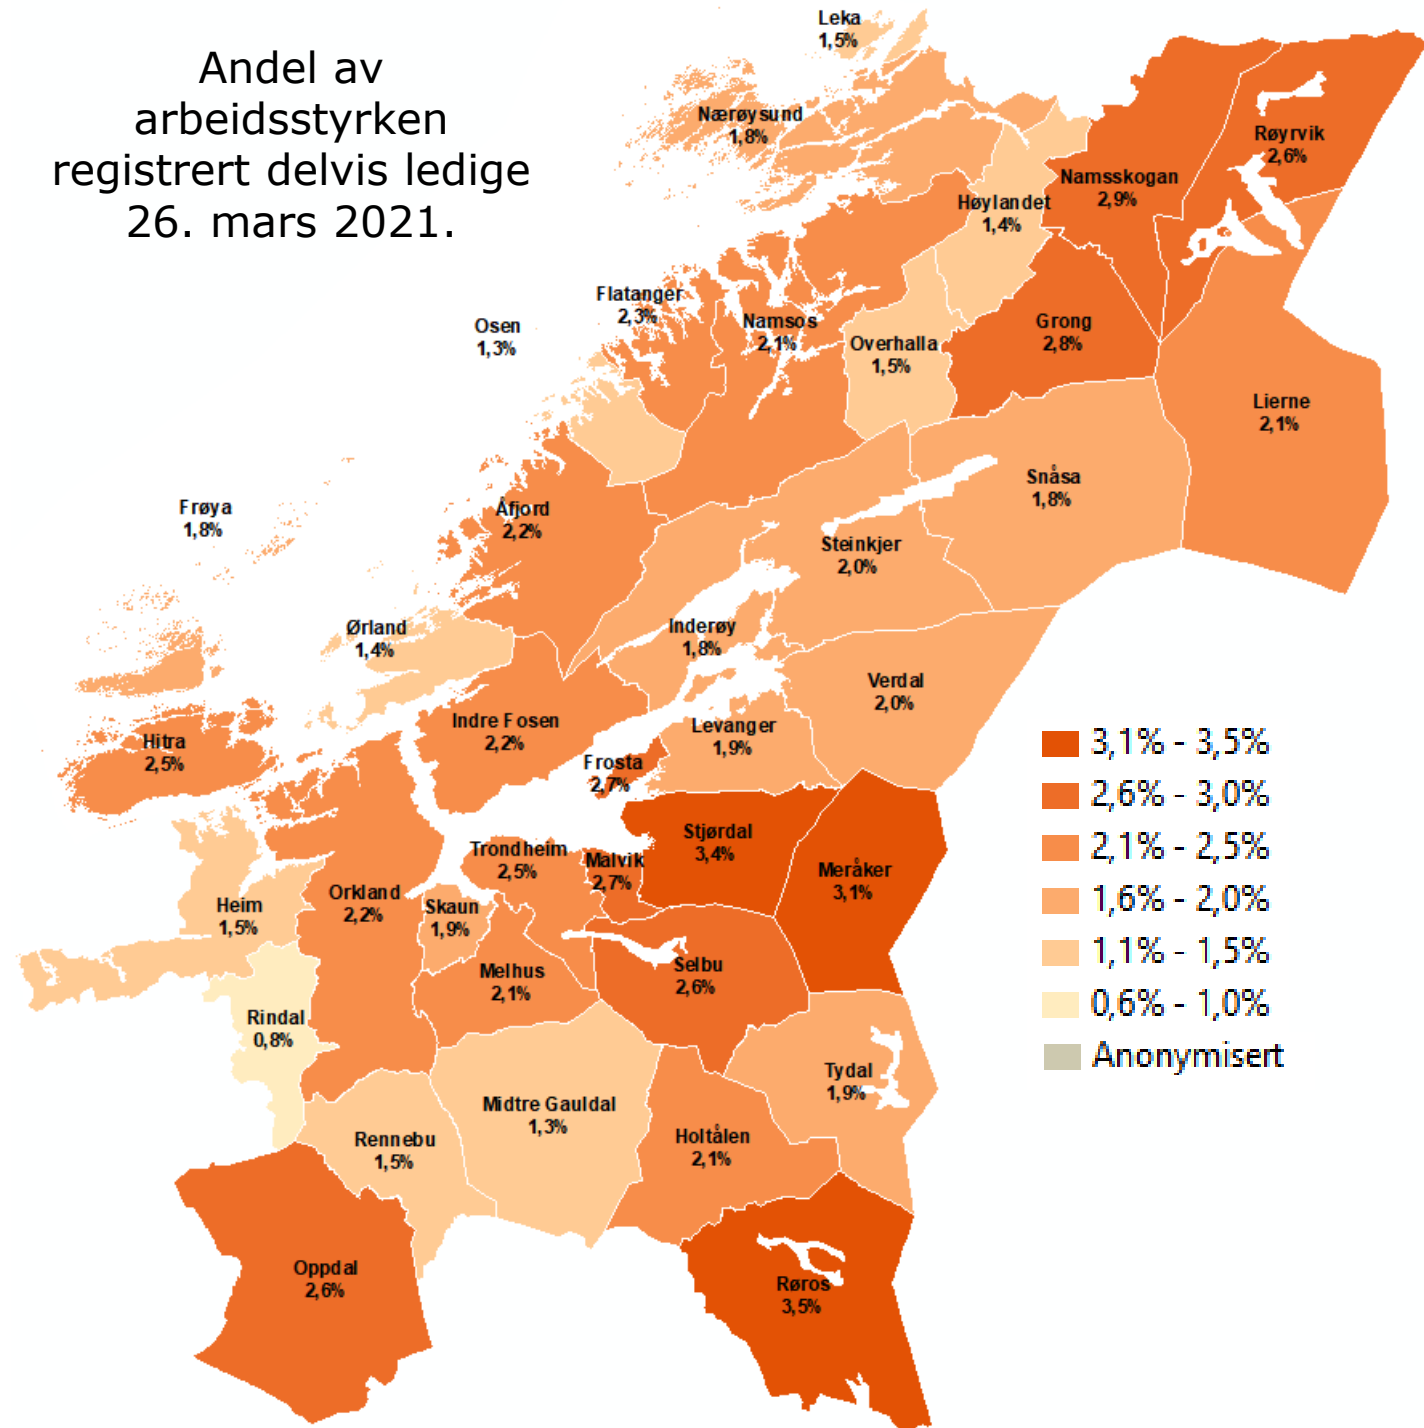 Andel av
arbeidsstyrken
registrert delvis ledige
26. mars 2021.
Leka
1,5%
Nærøysund
1,8%
Røyrvik
2,6%
Namsskogan
2,9%
Høylandet
1,4%
Flatanger
2,3%
Namsos
2,1%
Grong
2,8%
Osen
1,3%
Overhalla
1,5%
Lierne
2,1%
Snåsa
1,8%
Frøya
1,8%
Åfjord
2,2%
Steinkjer
2,0%
Ørland
1,4%
Inderøy
1,8%
Verdal
2,0%
Indre Fosen
2,2%
Levanger
1,9%
Hitra
2,5%
Frosta
2,7%
Stjørdal
3,4%
Trondheim
2,5%
Malvik
2,7%
Meråker
3,1%
Orkland
2,2%
Heim
1,5%
Skaun
1,9%
Melhus
2,1%
Selbu
2,6%
Rindal
0,8%
Tydal
1,9%
Midtre Gauldal
1,3%
Rennebu
1,5%
Holtålen
2,1%
Oppdal
2,6%
Røros
3,5%
3,1% - 3,5%
2,6% - 3,0%
2,1% - 2,5%
1,6% - 2,0%
1,1% - 1,5%
0,6% - 1,0%
Anonymisert